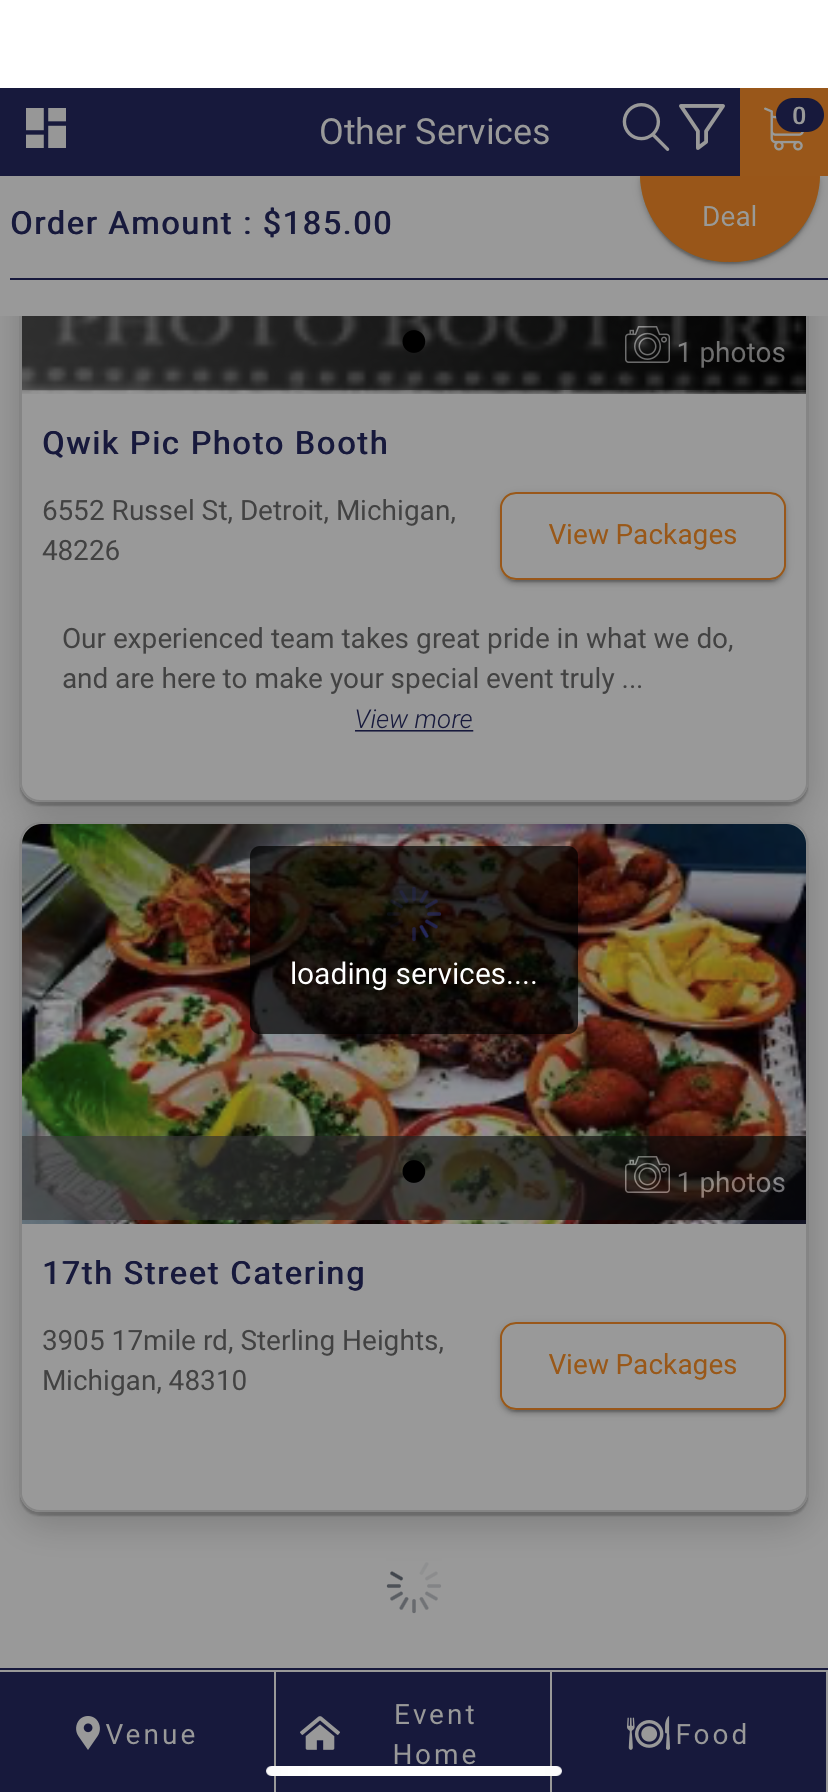 Other Services
0
Order Amount : $185.00
Deal
PHOTO BOOTH RE
1 photos
Qwik Pic Photo Booth
6552 Russel St, Detroit, Michigan,
48226
View Packages
Our experienced team takes great pride in what we do,
and are here to make your special event truly ...
View more
loading services....
1 photos
17th Street Catering
3905 17mile rd, Sterling Heights,
Michigan, 48310
View Packages
Venue
Event
Home
Food